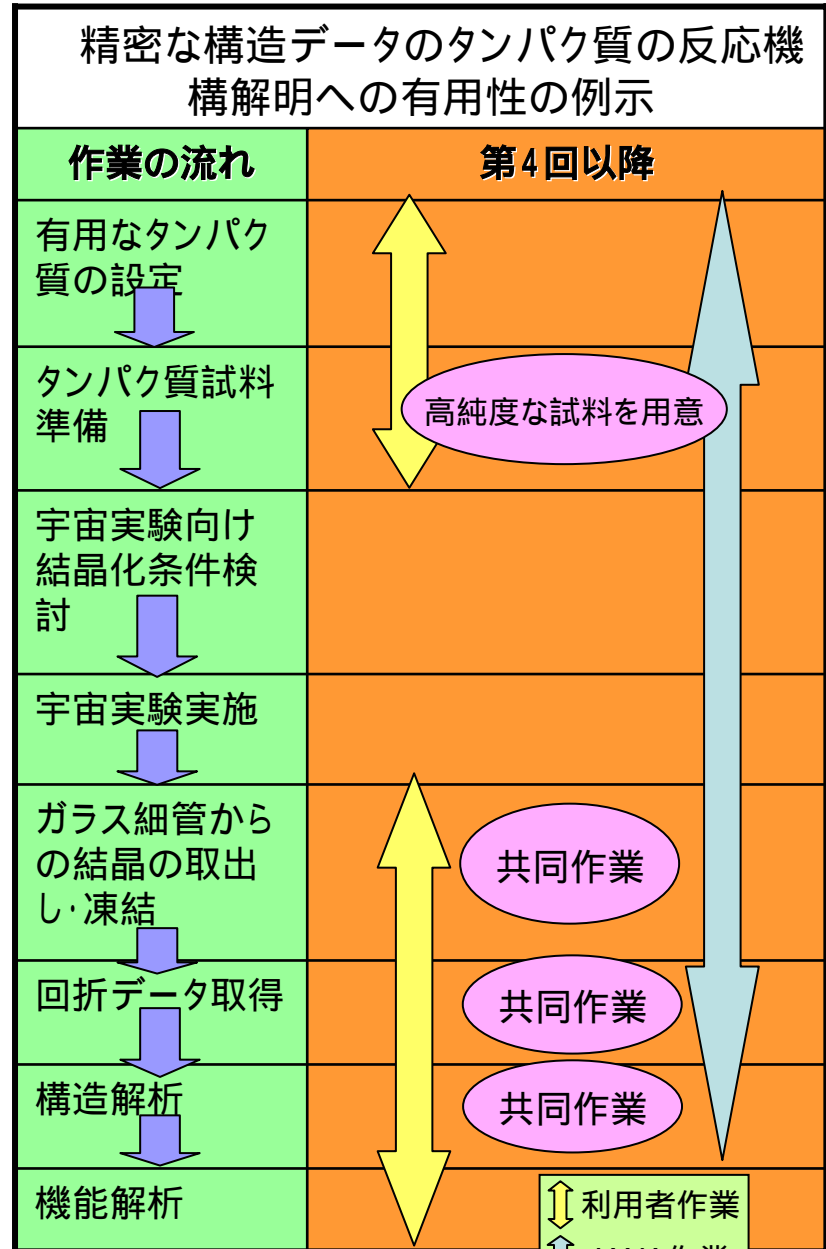 精密な構造データのタンパク質の反応機
構解明への有用性の例示
作業の流れ
第4回以降
有用なタンパク
質の設定
タンパク質試料
準備
高純度な試料を用意
宇宙実験向け
結晶化条件検
討
宇宙実験実施
ガラス細管から
の結晶の取出
し・凍結
共同作業
回折データ取得
共同作業
構造解析
共同作業
機能解析
利用者作業
作業